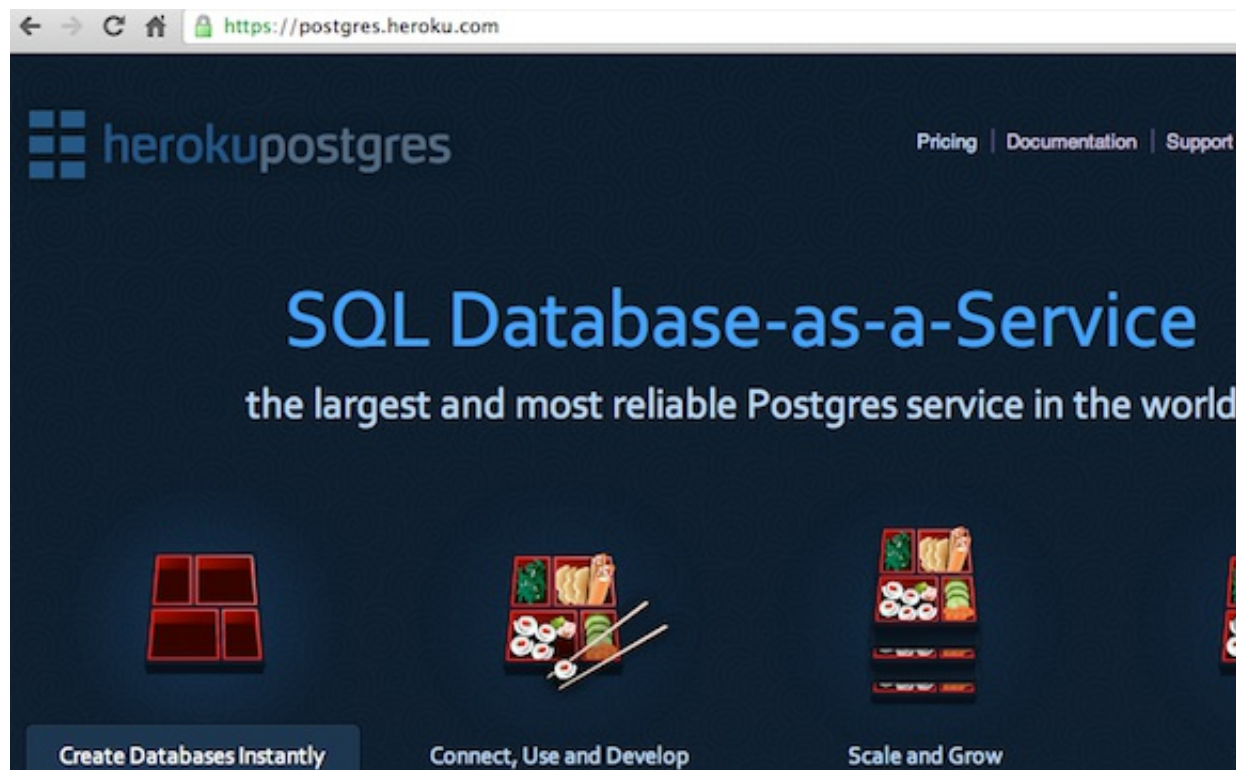 https://postgres.heroku.com
herokupostgres
Pricing | Documentation | Support
SQL Database-as-a-Service
the largest and most reliable Postgres service in the world
Create Databases Instantly
Connect, Use and Develop
Scale and Grow